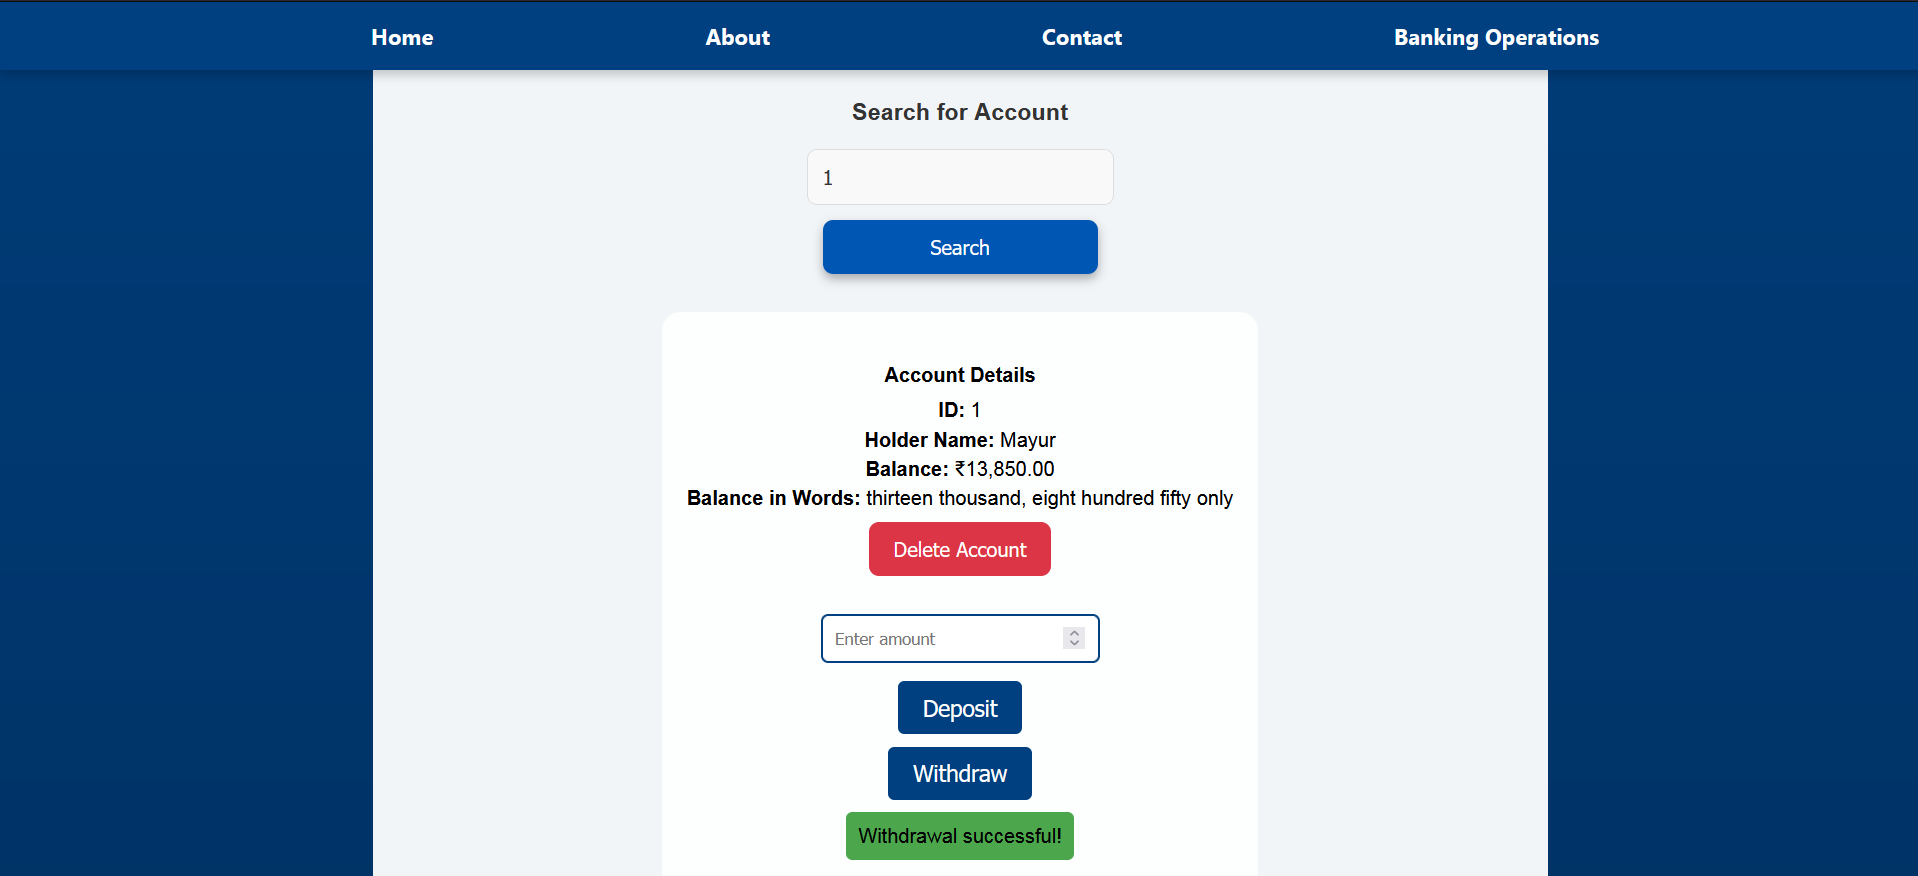 Home About Contact Banking Operations
Search for Account
1
Search
Account Details
ID: 1
Holder Name: Mayur
Balance: ₹13,850.00
Balance in Words: thirteen thousand, eight hundred fifty only
Delete Account
Enter amount
Deposit
Withdraw
Withdrawal successful!